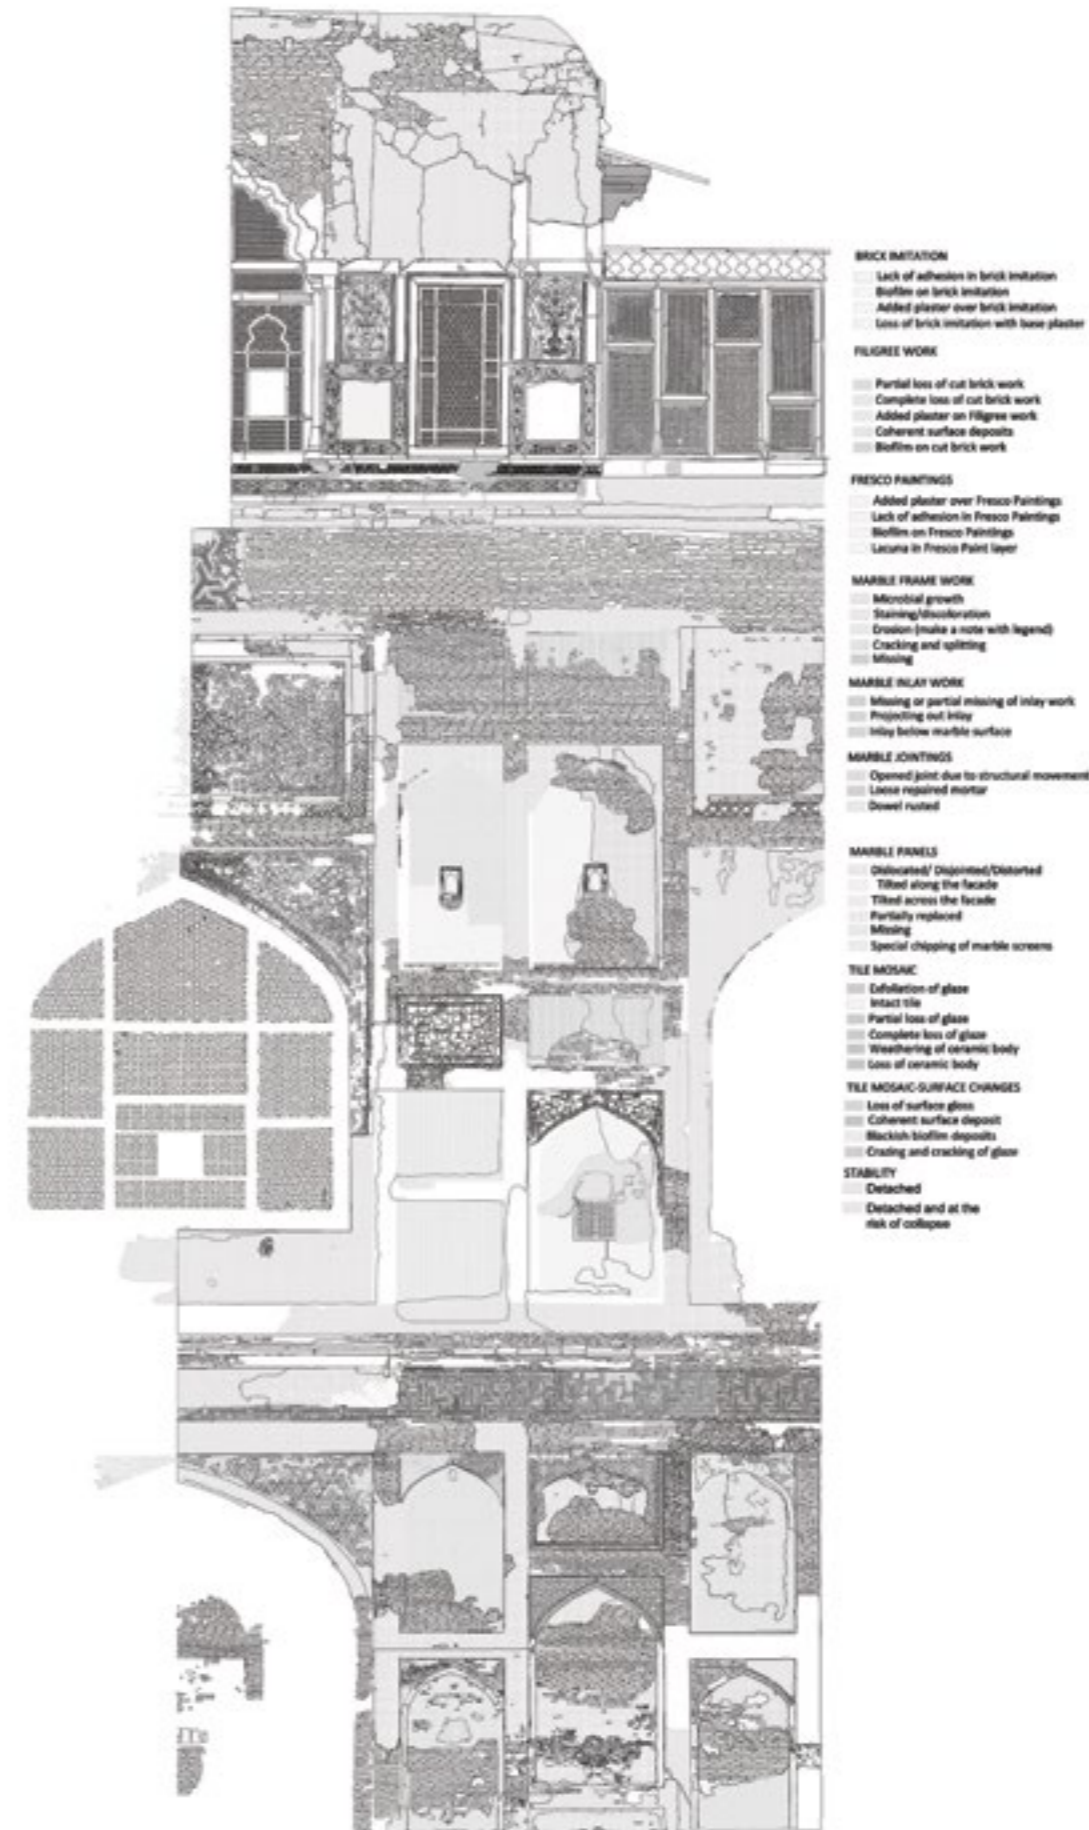 BRICK IMITATION
Lack of adhesion in brick imitation
Biofilm on brick imitation
Added plaster over brick imitation
Loss of brick imitation with base plaster
FILIGREE WORK
Partial loss of cut brick work
Complete loss of cut brick work
Added plaster on Filigree work
Coherent surface deposits
Biofilm on cut brick work
FRESCO PAINTINGS
Added plaster over Fresco Paintings
Lack of adhesion in Fresco Paintings
Biofilm on Fresco Paintings
Lacuna in Fresco Paint layer
MARBLE FRAME WORK
Microbial growth
Staining/discoloration
Erosion (make a note with legend)
Cracking and splitting
Missing
MARBLE INLAY WORK
Missing or partial missing of inlay work
Projecting out inlay
Inlay below marble surface
MARBLE JOINTINGS
Opened joint due to structural movement
Loose repaired mortar
Dowel rusted
MARBLE PANELS
Dislocated/ Disjointed/Distorted
Tilted along the facade
Tilted across the facade
Partially replaced
Missing
Special chipping of marble screens
TILE MOSAIC
Exfoliation of glaze
Intact tile
Partial loss of glaze
Complete loss of glaze
Weathering of ceramic body
Loss of ceramic body
TILE MOSAIC-SURFACE CHANGES
Loss of surface gloss
Coherent surface deposit
Blackish biofilm deposits
Crazing and cracking of glaze
STABILITY
Detached
Detached and at the
risk of collapse